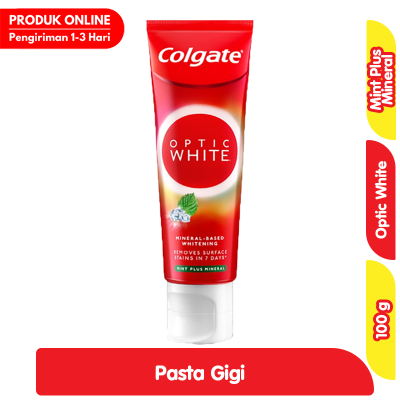 PRODUK ONLINE
Pengiriman 1-3 Hari
Colgate®
OPTIC
WHITE
MINERAL-BASED
WHITENING
REMOVES SURFACE
STAINS IN 7 DAYS*
MINT PLUS MINERAL
Mint Plus
Mineral
Optic White
100 g
Pasta Gigi